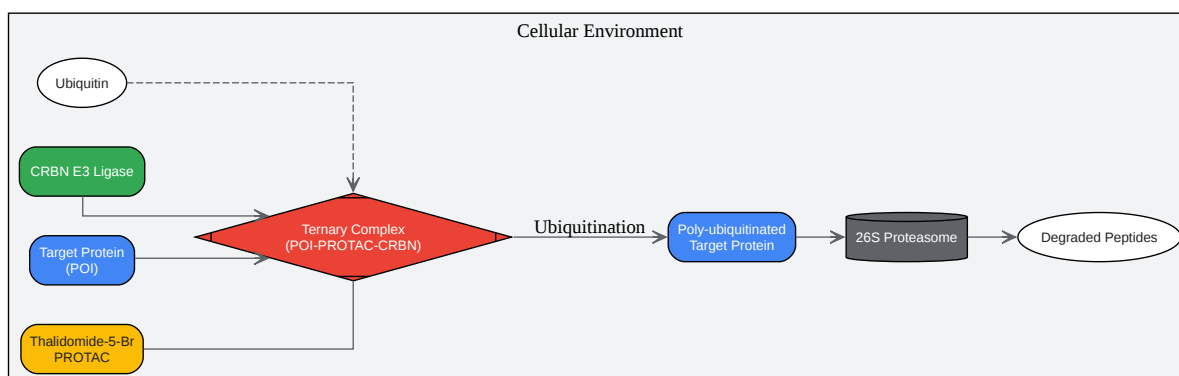 Cellular Environment
Ubiquitin
CRBN E3 Ligase
Target Protein
(POI)
Thalidomide-5-Br
PROTAC
Ternary Complex
(POI-PROTAC-CRBN)
Ubiquitination
Poly-ubiquitinated
Target Protein
26S Proteasome
Degraded Peptides